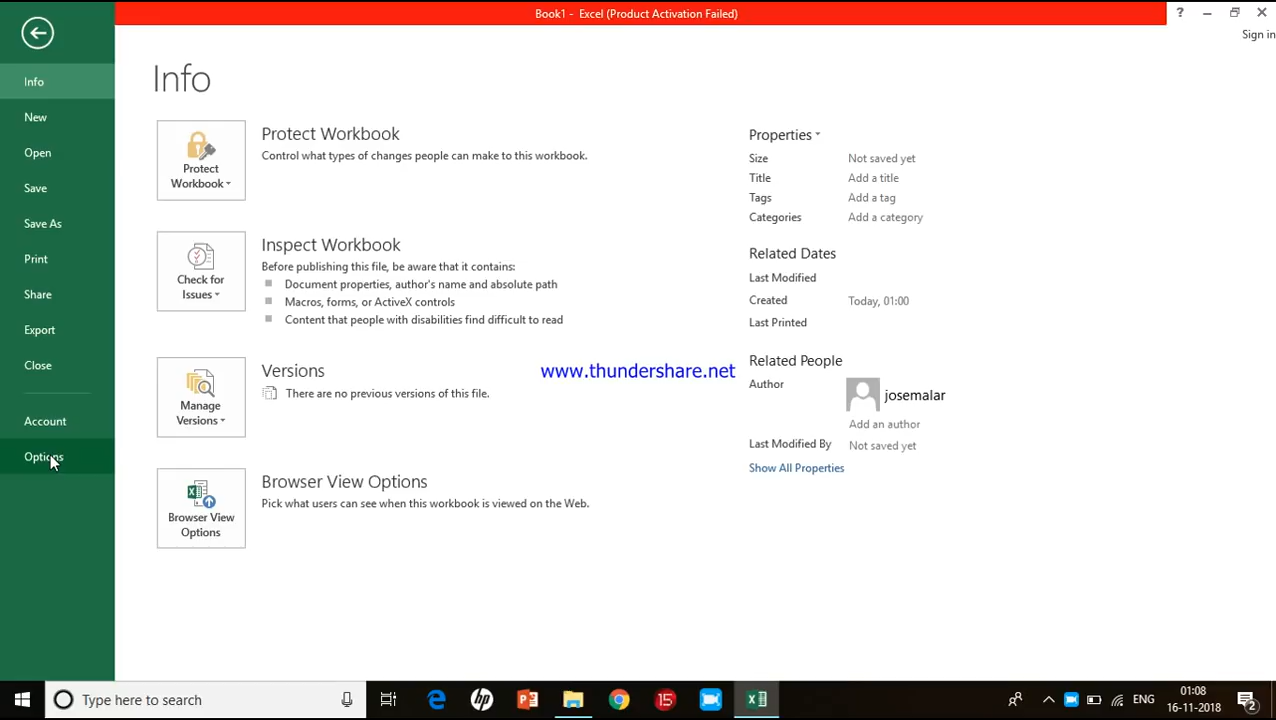 Book1 - Excel (Product Activation Failed)
?
Sign in
Info
New
Open
Save
Save As
Print
Share
Export
Close
Account
Options
Info
Protect Workbook
Protect Workbook
Control what types of changes people can make to this workbook.
Check for Issues
Inspect Workbook
Before publishing this file, be aware that it contains:
Document properties, author's name and absolute path
Macros, forms, or ActiveX controls
Content that people with disabilities find difficult to read
Manage Versions
Versions
There are no previous versions of this file.
www.thundershare.net
Browser View Options
Browser View Options
Pick what users can see when this workbook is viewed on the Web.
Properties
Size Not saved yet
Title Add a title
Tags Add a tag
Categories Add a category
Related Dates
Last Modified
Created Today, 01:00
Last Printed
Related People
Author josemalar
Add an author
Last Modified By Not saved yet
Show All Properties
Type here to search
hp
15
ENG
01:08
16-11-2018
2